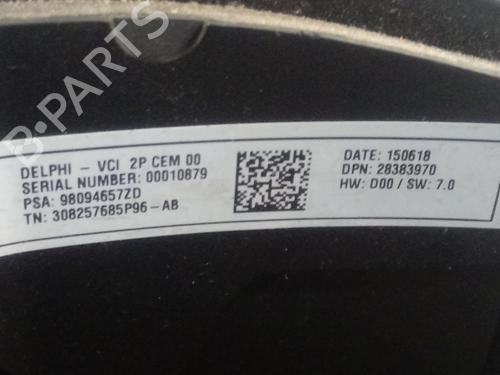 B-PARTS
DELPHI - VCI 2P CEM 00
SERIAL NUMBER: 00010879
PSA: 98094657ZD
TN: 308257685P96-AB
DATE: 150618
DPN: 28383970
HW: D00 / SW: 7.0